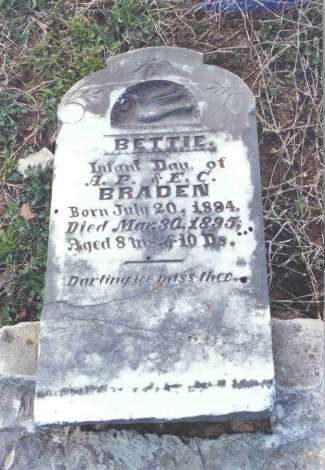 BETTIE.
Infant Dau. of
A. P. & E. C.
BRADEN
Born July 20, 1894.
Died Mar. 30, 1895.
Aged 8 ms. & 10 Ds.
Darling we miss thee.